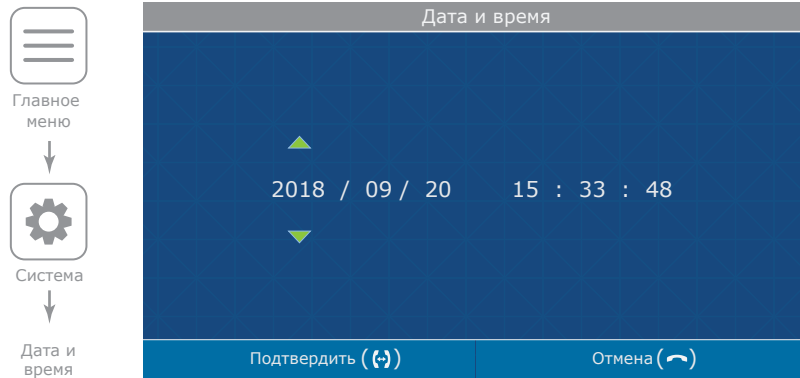 Дата и время
Главное
меню
2018 / 09 / 20 15 : 33 : 48
Система
Дата и
время
Подтвердить ( ) Отмена ( )